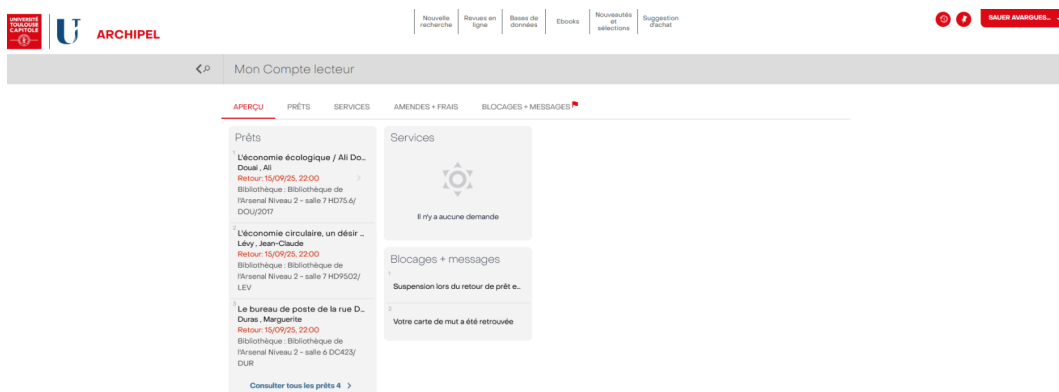 UNIVERSITÉ
TOULOUSE
CAPITOLE
U
ARCHIPEL
Nouvelle
recherche
Revues en
ligne
Bases de
données
Ebooks
Nouveautés
et
sélections
Suggestion
d'achat
SAUER AVARGUES...
Mon Compte lecteur
APERÇU PRÊTS SERVICES AMENDES + FRAIS BLOCAGES + MESSAGES
Prêts
1
L'économie écologique / Ali Do...
Douai , Ali
Retour: 15/09/25, 22:00
Bibliothèque : Bibliothèque de
l'Arsenal Niveau 2 - salle 7 HD75.6/
DOU/2017
2
L'économie circulaire, un désir ...
Lévy , Jean-Claude
Retour: 15/09/25, 22:00
Bibliothèque : Bibliothèque de
l'Arsenal Niveau 2 - salle 7 HD9502/
LEV
3
Le bureau de poste de la rue D...
Duras , Marguerite
Retour: 15/09/25, 22:00
Bibliothèque : Bibliothèque de
l'Arsenal Niveau 2 - salle 6 DC423/
DUR
Consulter tous les prêts 4
Services
Il n'y a aucune demande
Blocages + messages
1
Suspension lors du retour de prêt e...
2
Votre carte de mut a été retrouvée